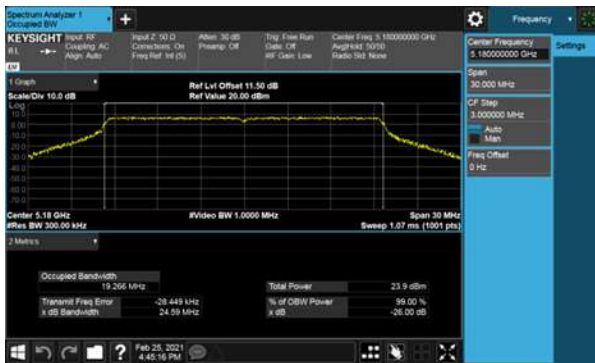 Spectrum Analyzer 1
Occupied BW
+
Frequency
KEYSIGHT
Input: RF
Coupling: AC
Align: Auto
Input Z: 50 Ω
Corrections: On
Freq Ref: Int (S)
Atten: 30 dB
Preamp: Off
Trig: Free Run
Gate: Off
#IF Gain: Low
Center Freq: 5.180000000 GHz
Avg|Hold: 50/50
Radio Std: None
Center Frequency
5.180000000 GHz
Settings
Span
30.000 MHz
CF Step
3.000000 MHz
Auto
Man
Freq Offset
0 Hz
1 Graph
Scale/Div 10.0 dB
Ref Lvl Offset 11.50 dB
Ref Value 20.00 dBm
Log
Center 5.18 GHz
#Res BW 300.00 kHz
#Video BW 1.0000 MHz
Span 30 MHz
Sweep 1.07 ms (1001 pts)
2 Metrics
Occupied Bandwidth
19.266 MHz
Total Power
23.9 dBm
Transmit Freq Error
-28.449 kHz
% of OBW Power
99.00 %
x dB Bandwidth
24.59 MHz
x dB
-26.00 dB
?
Feb 25, 2021
4:45:16 PM